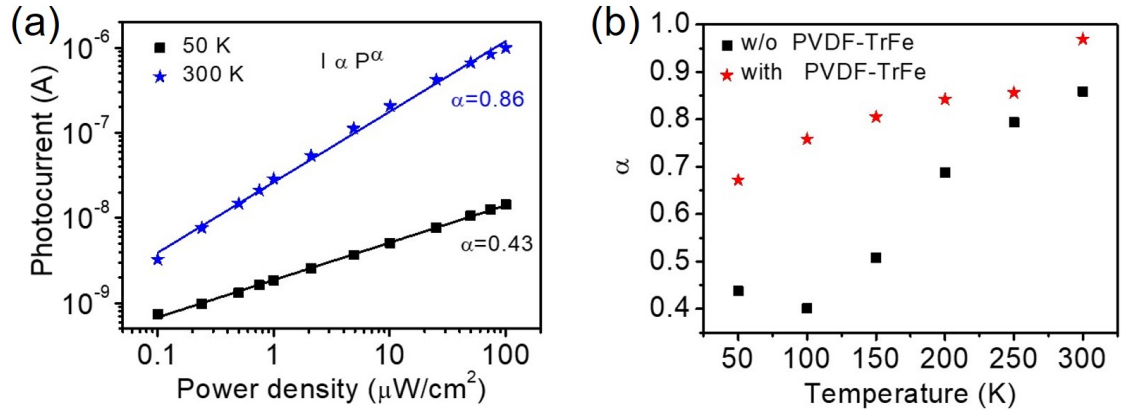 (a)
50 K
300 K
I α P^α
α=0.86
α=0.43
10⁻⁶
10⁻⁷
10⁻⁸
10⁻⁹
Photocurrent (A)
0.1 1 10 100
Power density (μW/cm²)
(b)
w/o PVDF-TrFe
with PVDF-TrFe
1.0
0.9
0.8
0.7
0.6
0.5
0.4
α
50 100 150 200 250 300
Temperature (K)